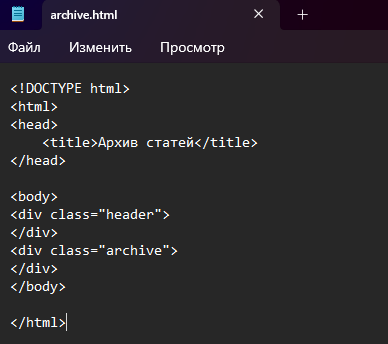 archive.html
Файл Изменить Просмотр
<!DOCTYPE html>
<html>
<head>
    <title>Архив статей</title>
</head>

<body>
<div class="header">
</div>
<div class="archive">
</div>
</body>

</html>